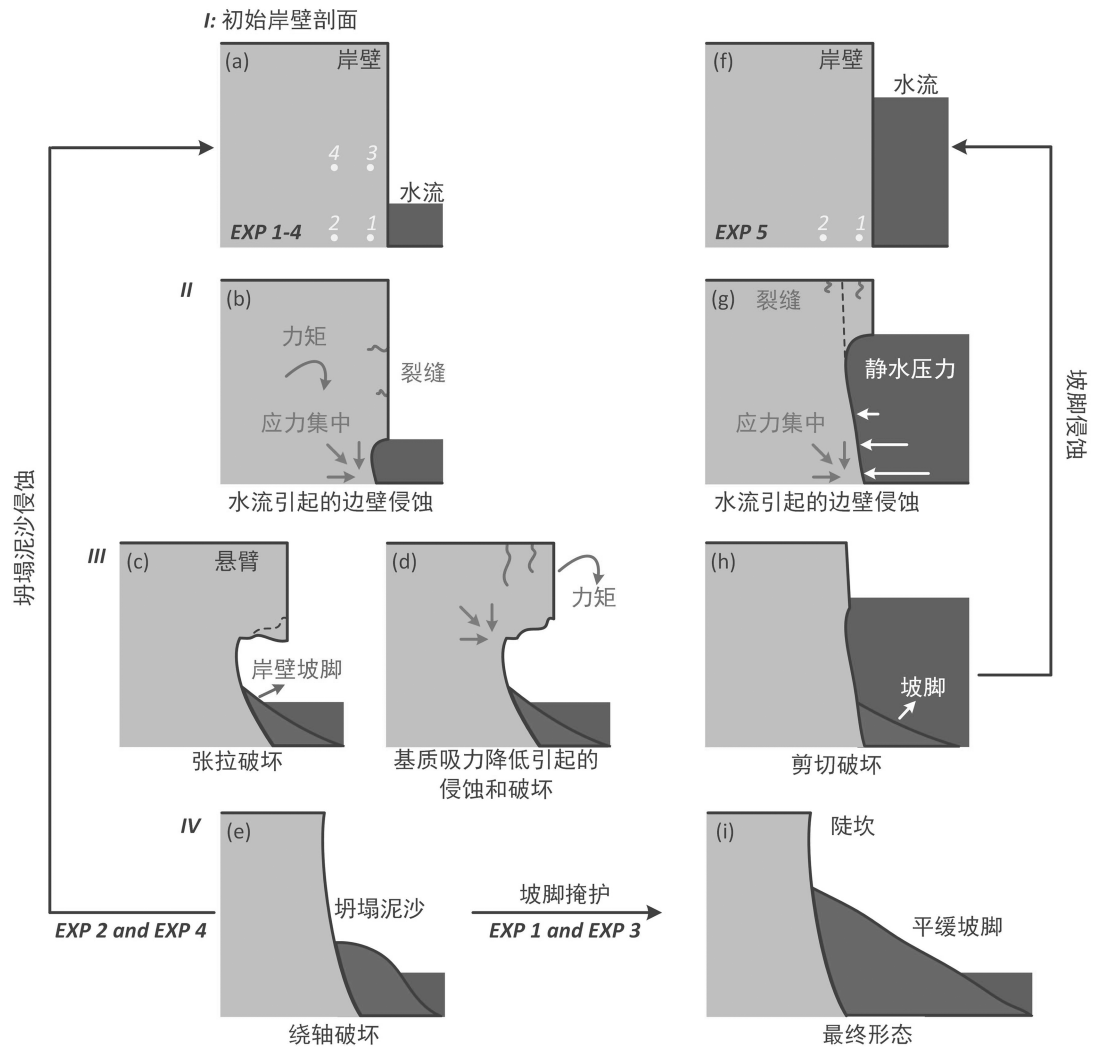 I: 初始岸壁剖面
(a)
岸壁
4
3
水流
2
1
EXP 1-4
(f)
岸壁
水流
2
1
EXP 5
II
(b)
力矩
裂缝
应力集中
水流引起的边壁侵蚀
(g)
裂缝
静水压力
应力集中
水流引起的边壁侵蚀
坍塌泥沙侵蚀
坡脚侵蚀
III
(c)
悬臂
岸壁坡脚
张拉破坏
(d)
力矩
基质吸力降低引起的
侵蚀和破坏
(h)
坡脚
剪切破坏
IV
(e)
坍塌泥沙
绕轴破坏
EXP 2 and EXP 4
坡脚掩护
EXP 1 and EXP 3
(i)
陡坎
平缓坡脚
最终形态